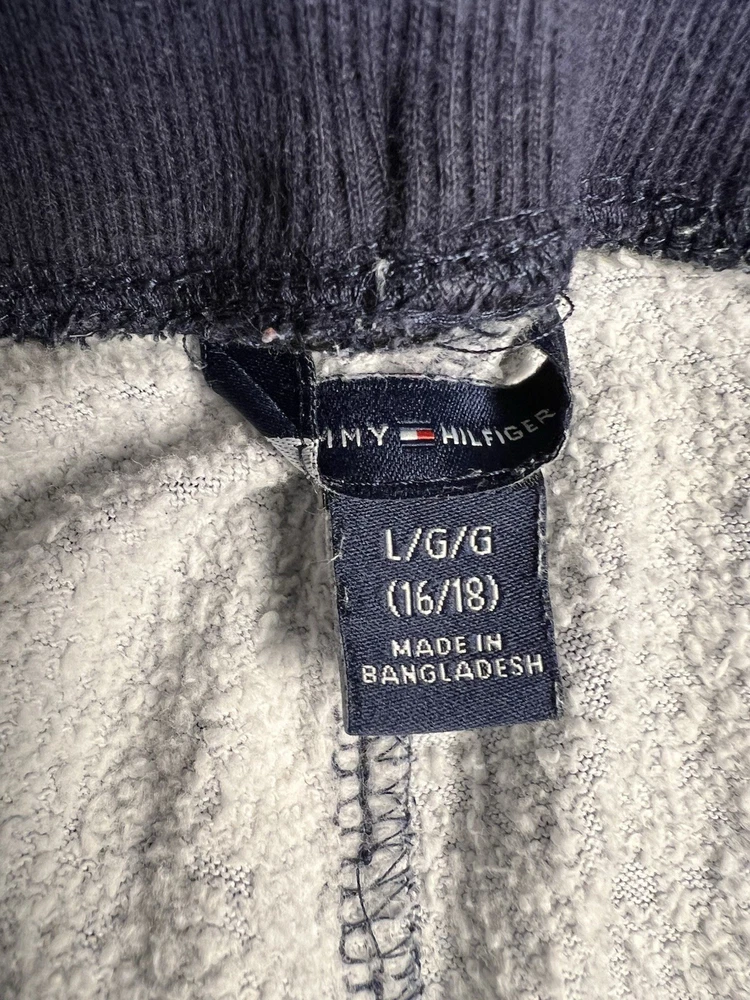 MMY HILFIGER
L/G/G
(16/18)
MADE IN
BANGLADESH